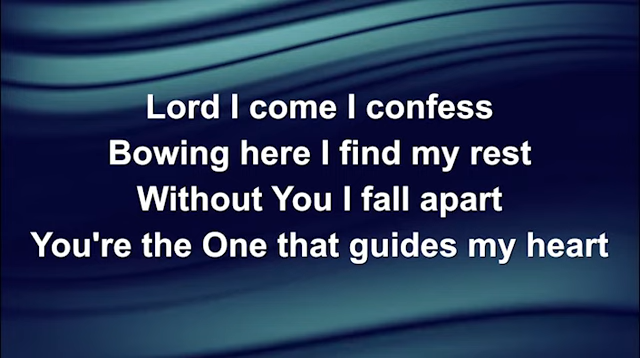 Lord I come I confess
Bowing here I find my rest
Without You I fall apart
You're the One that guides my heart